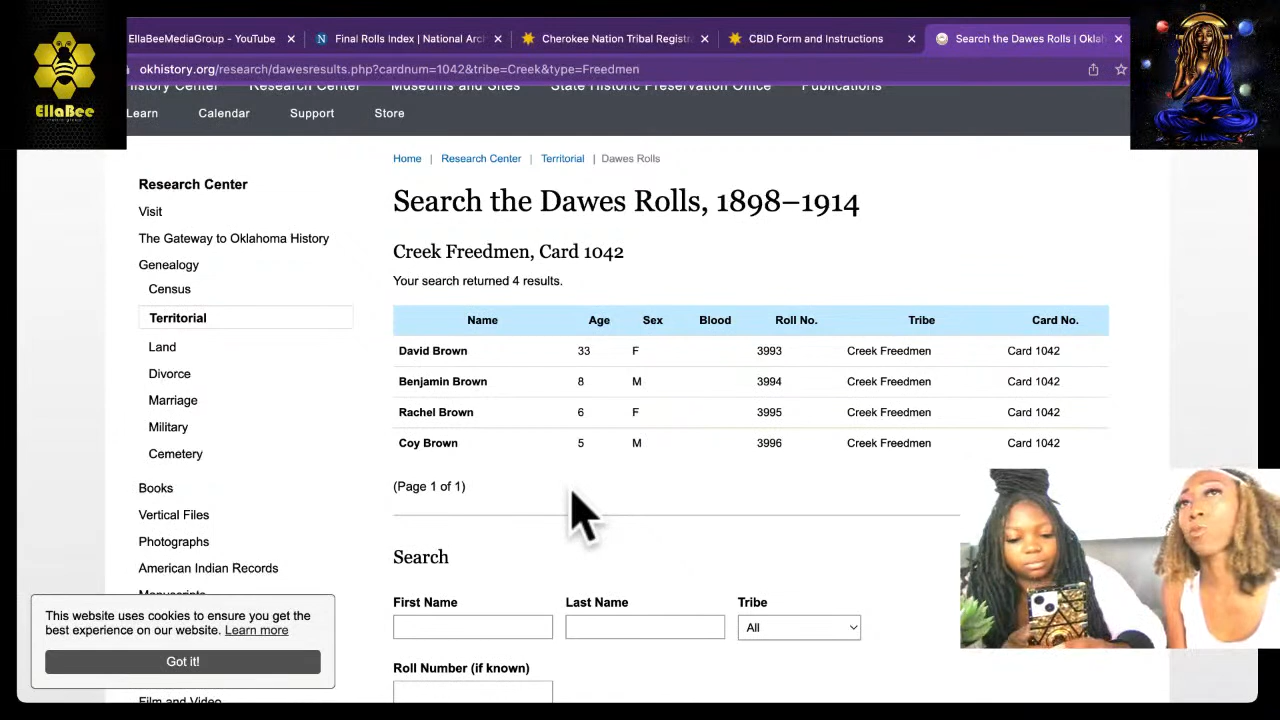 EllaBee
EllaBeeMediaGroup - YouTube
Final Rolls Index | National Arch
Cherokee Nation Tribal Registr
CBID Form and Instructions
Search the Dawes Rolls | Okla
okhistory.org/research/dawesresults.php?cardnum=1042&tribe=Creek&type=Freedmen
History Center Research Center Museums and Sites State Historic Preservation Office Publications
Learn Calendar Support Store
Home | Research Center | Territorial | Dawes Rolls
Research Center
Visit
The Gateway to Oklahoma History
Genealogy
Census
Territorial
Land
Divorce
Marriage
Military
Cemetery
Books
Vertical Files
Photographs
American Indian Records
Manuscripts
Film and Video
Search the Dawes Rolls, 1898–1914
Creek Freedmen, Card 1042
Your search returned 4 results.
Name Age Sex Blood Roll No. Tribe Card No.
David Brown 33 F 3993 Creek Freedmen Card 1042
Benjamin Brown 8 M 3994 Creek Freedmen Card 1042
Rachel Brown 6 F 3995 Creek Freedmen Card 1042
Coy Brown 5 M 3996 Creek Freedmen Card 1042
(Page 1 of 1)
Search
First Name Last Name Tribe
All
Roll Number (if known)
This website uses cookies to ensure you get the
best experience on our website. Learn more
Got it!